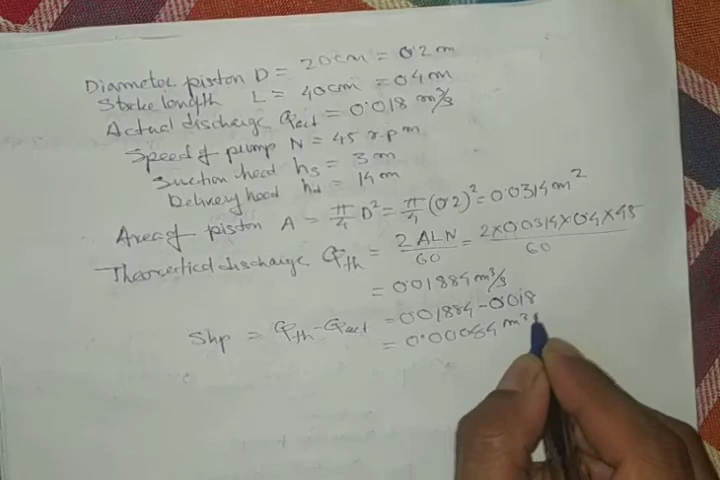 Diameter piston D = 20cm = 0.2 m
Stroke length L = 40cm = 0.4m
Actual discharge Qact = 0.018 m³/s
Speed of pump N = 45 r.p.m
Suction head hs = 3 m
Delivery head hd = 14 m
Area of piston A = π/4 D² = π/4 (0.2)² = 0.0314 m²
Theoretical discharge Qth = 2ALN/60 = 2×0.0314×0.4×45/60
= 0.01884 m³/s
Slip = Qth - Qact = 0.01884 - 0.018
= 0.00084 m³